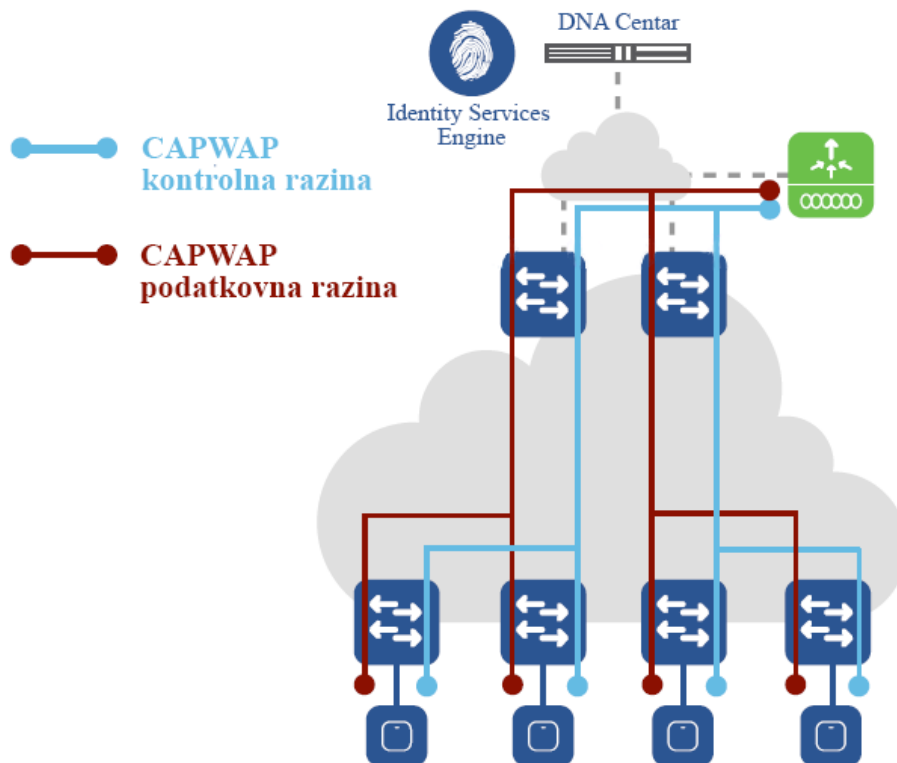 DNA Centar
Identity Services
Engine
CAPWAP
kontrolna razina
CAPWAP
podatkovna razina